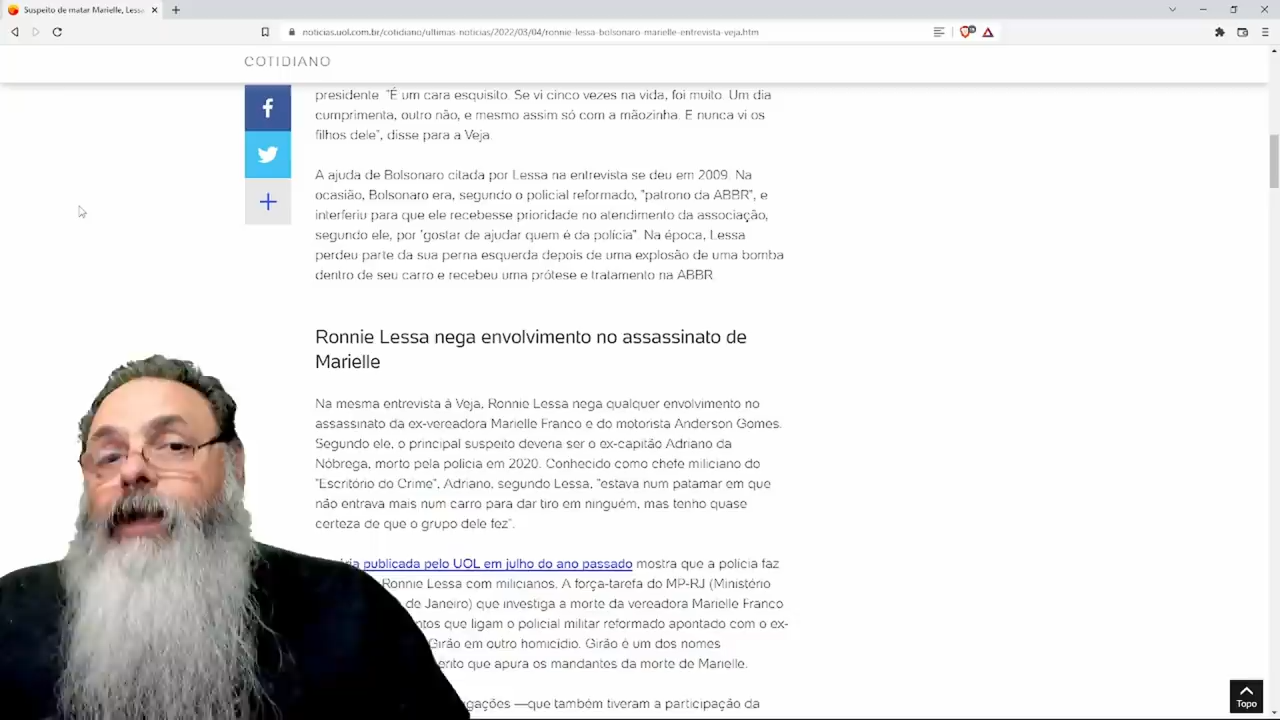 Suspeito de matar Marielle, Lessa
noticias.uol.com.br/cotidiano/ultimas-noticias/2022/03/04/ronnie-lessa-bolsonaro-marielle-entrevista-veja.htm
COTIDIANO
presidente. "É um cara esquisito. Se vi cinco vezes na vida, foi muito. Um dia
cumprimenta, outro não, e mesmo assim só com a mãozinha. E nunca vi os
filhos dele", disse para a Veja.
A ajuda de Bolsonaro citada por Lessa na entrevista se deu em 2009. Na
ocasião, Bolsonaro era, segundo o policial reformado, "patrono da ABBR", e
interferiu para que ele recebesse prioridade no atendimento da associação,
segundo ele, por "gostar de ajudar quem é da polícia". Na época, Lessa
perdeu parte da sua perna esquerda depois de uma explosão de uma bomba
dentro de seu carro e recebeu uma prótese e tratamento na ABBR.
Ronnie Lessa nega envolvimento no assassinato de
Marielle
Na mesma entrevista à Veja, Ronnie Lessa nega qualquer envolvimento no
assassinato da ex-vereadora Marielle Franco e do motorista Anderson Gomes.
Segundo ele, o principal suspeito deveria ser o ex-capitão Adriano da
Nóbrega, morto pela polícia em 2020. Conhecido como chefe miliciano do
"Escritório do Crime", Adriano, segundo Lessa, "estava num patamar em que
não entrava mais num carro para dar tiro em ninguém, mas tenho quase
certeza de que o grupo dele fez".
publicada pelo UOL em julho do ano passado mostra que a polícia faz
Ronnie Lessa com milicianos. A força-tarefa do MP-RJ (Ministério
de Janeiro) que investiga a morte da vereadora Marielle Franco
que ligam o policial militar reformado apontado com o ex-
Girão em outro homicídio. Girão é um dos nomes
que apura os mandantes da morte de Marielle.
—que também tiveram a participação da
Topo